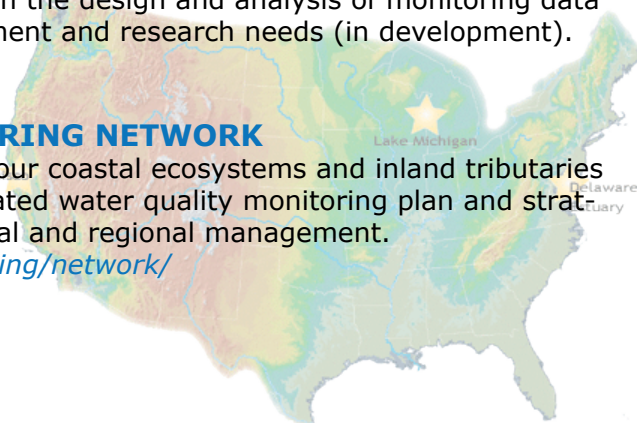 n the design and analysis of monitoring data
ment and research needs (in development).
RING NETWORK
Lake Michigan
our coastal ecosystems and inland tributaries
ated water quality monitoring plan and strat-
Delaware
al and regional management.
ing/network/